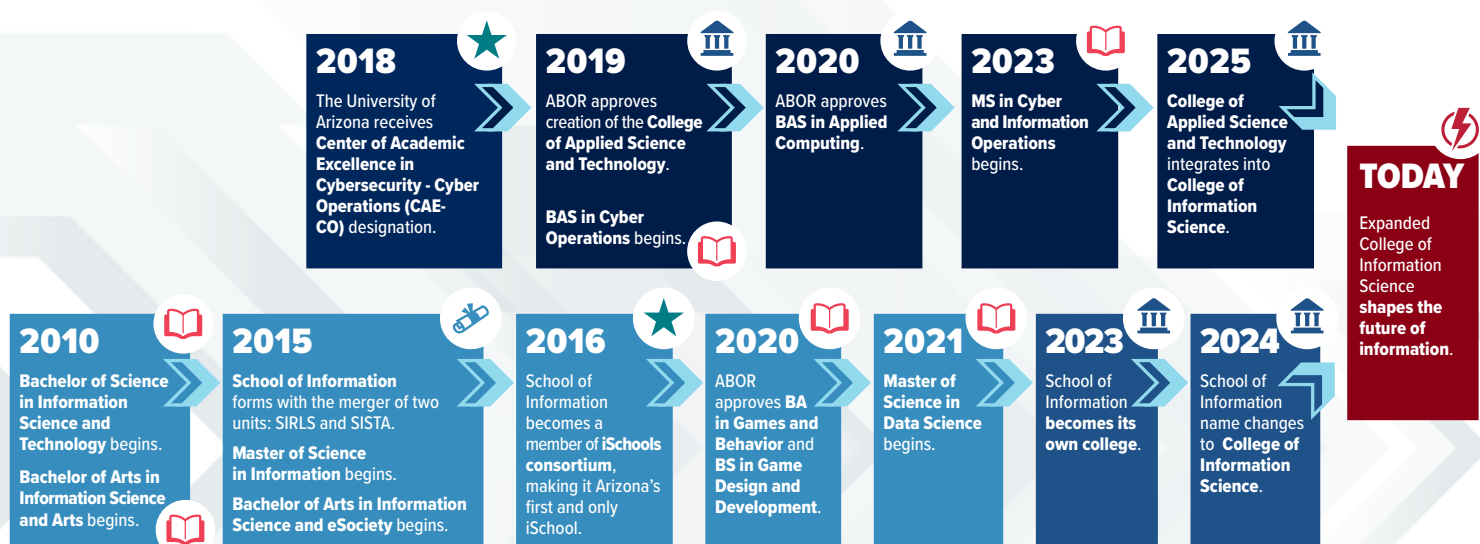 2018
The University of
Arizona receives
Center of Academic
Excellence in
Cybersecurity - Cyber
Operations (CAE-
CO) designation.
2019
ABOR approves
creation of the College
of Applied Science
and Technology.
BAS in Cyber
Operations begins.
2020
ABOR approves
BAS in Applied
Computing.
2023
MS in Cyber
and Information
Operations
begins.
2025
College of
Applied Science
and Technology
integrates into
College of
Information
Science.
TODAY
Expanded
College of
Information
Science
shapes the
future of
information.
2010
Bachelor of Science
in Information
Science and
Technology begins.
Bachelor of Arts in
Information Science
and Arts begins.
2015
School of Information
forms with the merger of two
units: SIRLS and SISTA.
Master of Science
in Information begins.
Bachelor of Arts in Information
Science and eSociety begins.
2016
School of
Information
becomes a
member of iSchools
consortium,
making it Arizona's
first and only
iSchool.
2020
ABOR
approves BA
in Games and
Behavior and
BS in Game
Design and
Development.
2021
Master of
Science in
Data Science
begins.
2023
School of
Information
becomes its
own college.
2024
School of
Information
name changes
to College of
Information
Science.